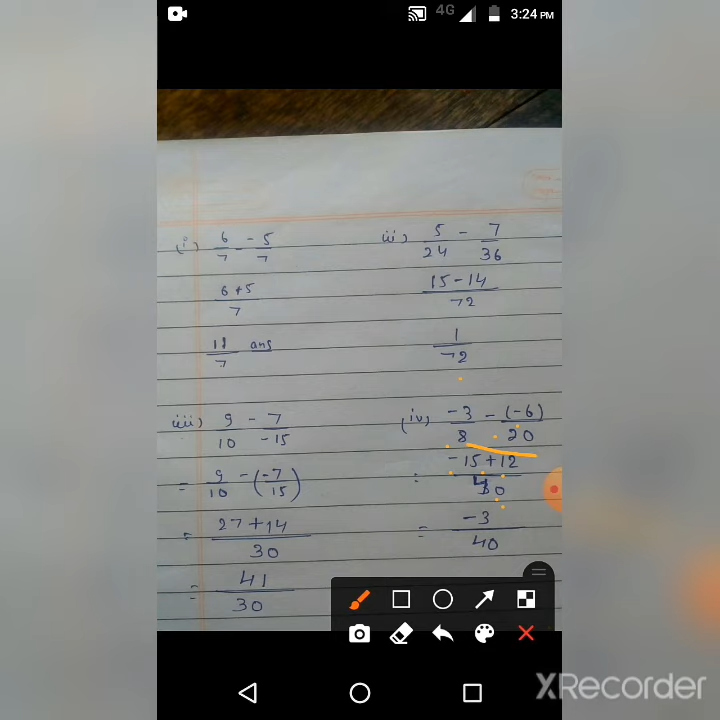 4G 3:24 PM
(i) 6/7 - -5/7
6+5/7
11/7 ans
ii) 5/24 - 7/36
15-14/72
1/72
iii) 9/10 - 7/-15
= 9/10 - (-7/15)
= 27+14/30
= 41/30
(iv) -3/8 - (-6)/20
= -15+12/40
= -3/40
XRecorder